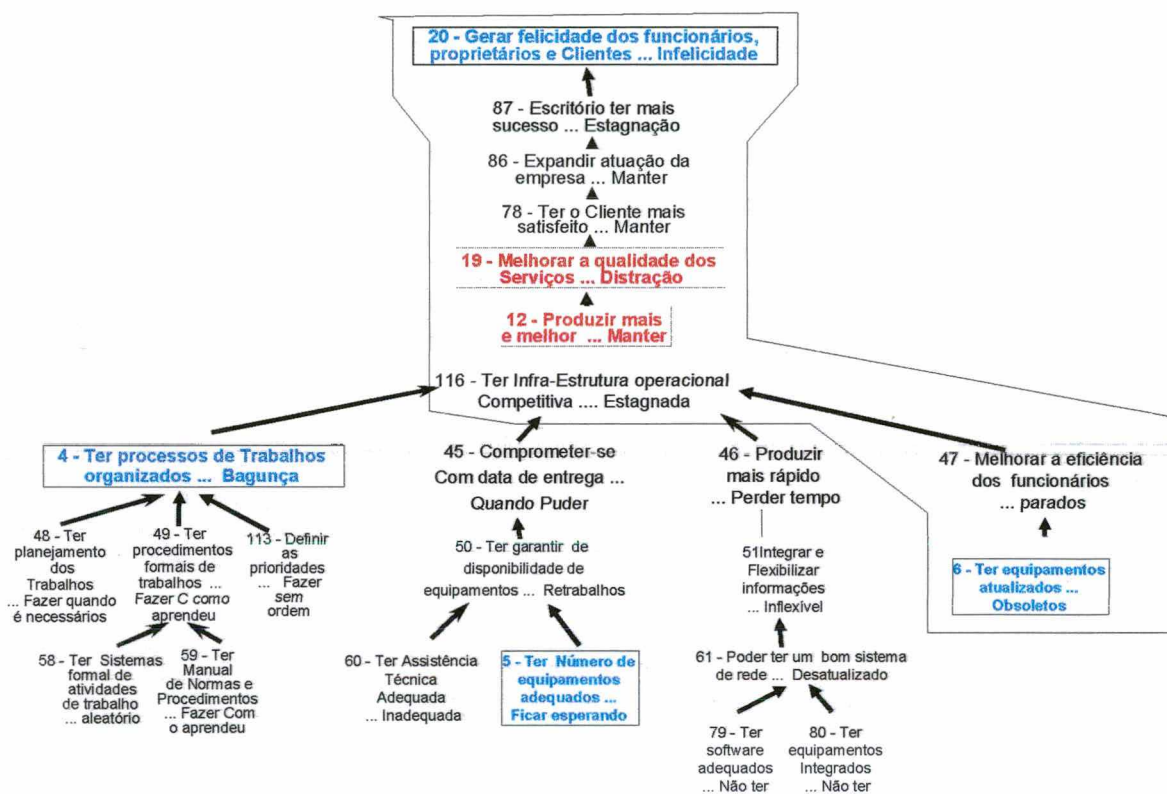 20 - Gerar felicidade dos funcionários,
proprietários e Clientes ... Infelicidade
87 - Escritório ter mais
sucesso ... Estagnação
86 - Expandir atuação da
empresa ... Manter
78 - Ter o Cliente mais
satisfeito ... Manter
19 - Melhorar a qualidade dos
Serviços ... Distração
12 - Produzir mais
e melhor ... Manter
116 - Ter Infra-Estrutura operacional
Competitiva .... Estagnada
4 - Ter processos de Trabalhos
organizados ... Bagunça
45 - Comprometer-se
Com data de entrega ...
Quando Puder
46 - Produzir
mais rápido
... Perder tempo
47 - Melhorar a eficiência
dos funcionários
... parados
48 - Ter
planejamento
dos
Trabalhos
... Fazer quando
é necessários
49 - Ter
procedimentos
formais de
trabalhos ...
Fazer C como
aprendeu
113 - Definir
as
prioridades
... Fazer
sem
ordem
50 - Ter garantir de
disponibilidade de
equipamentos ... Retrabalhos
51Integrar e
Flexibilizar
informações
... Inflexível
6 - Ter equipamentos
atualizados ...
Obsoletos
58 - Ter Sistemas
formal de
atividades
de trabalho
... aleatório
59 - Ter
Manual
de Normas e
Procedimentos
... Fazer Com
o aprendeu
60 - Ter Assistência
Técnica
Adequada
... Inadequada
5 - Ter Número de
equipamentos
adequados ...
Ficar esperando
61 - Poder ter um bom sistema
de rede ... Desatualizado
79 - Ter
software
adequados
... Não ter
80 - Ter
equipamentos
Integrados
... Não ter